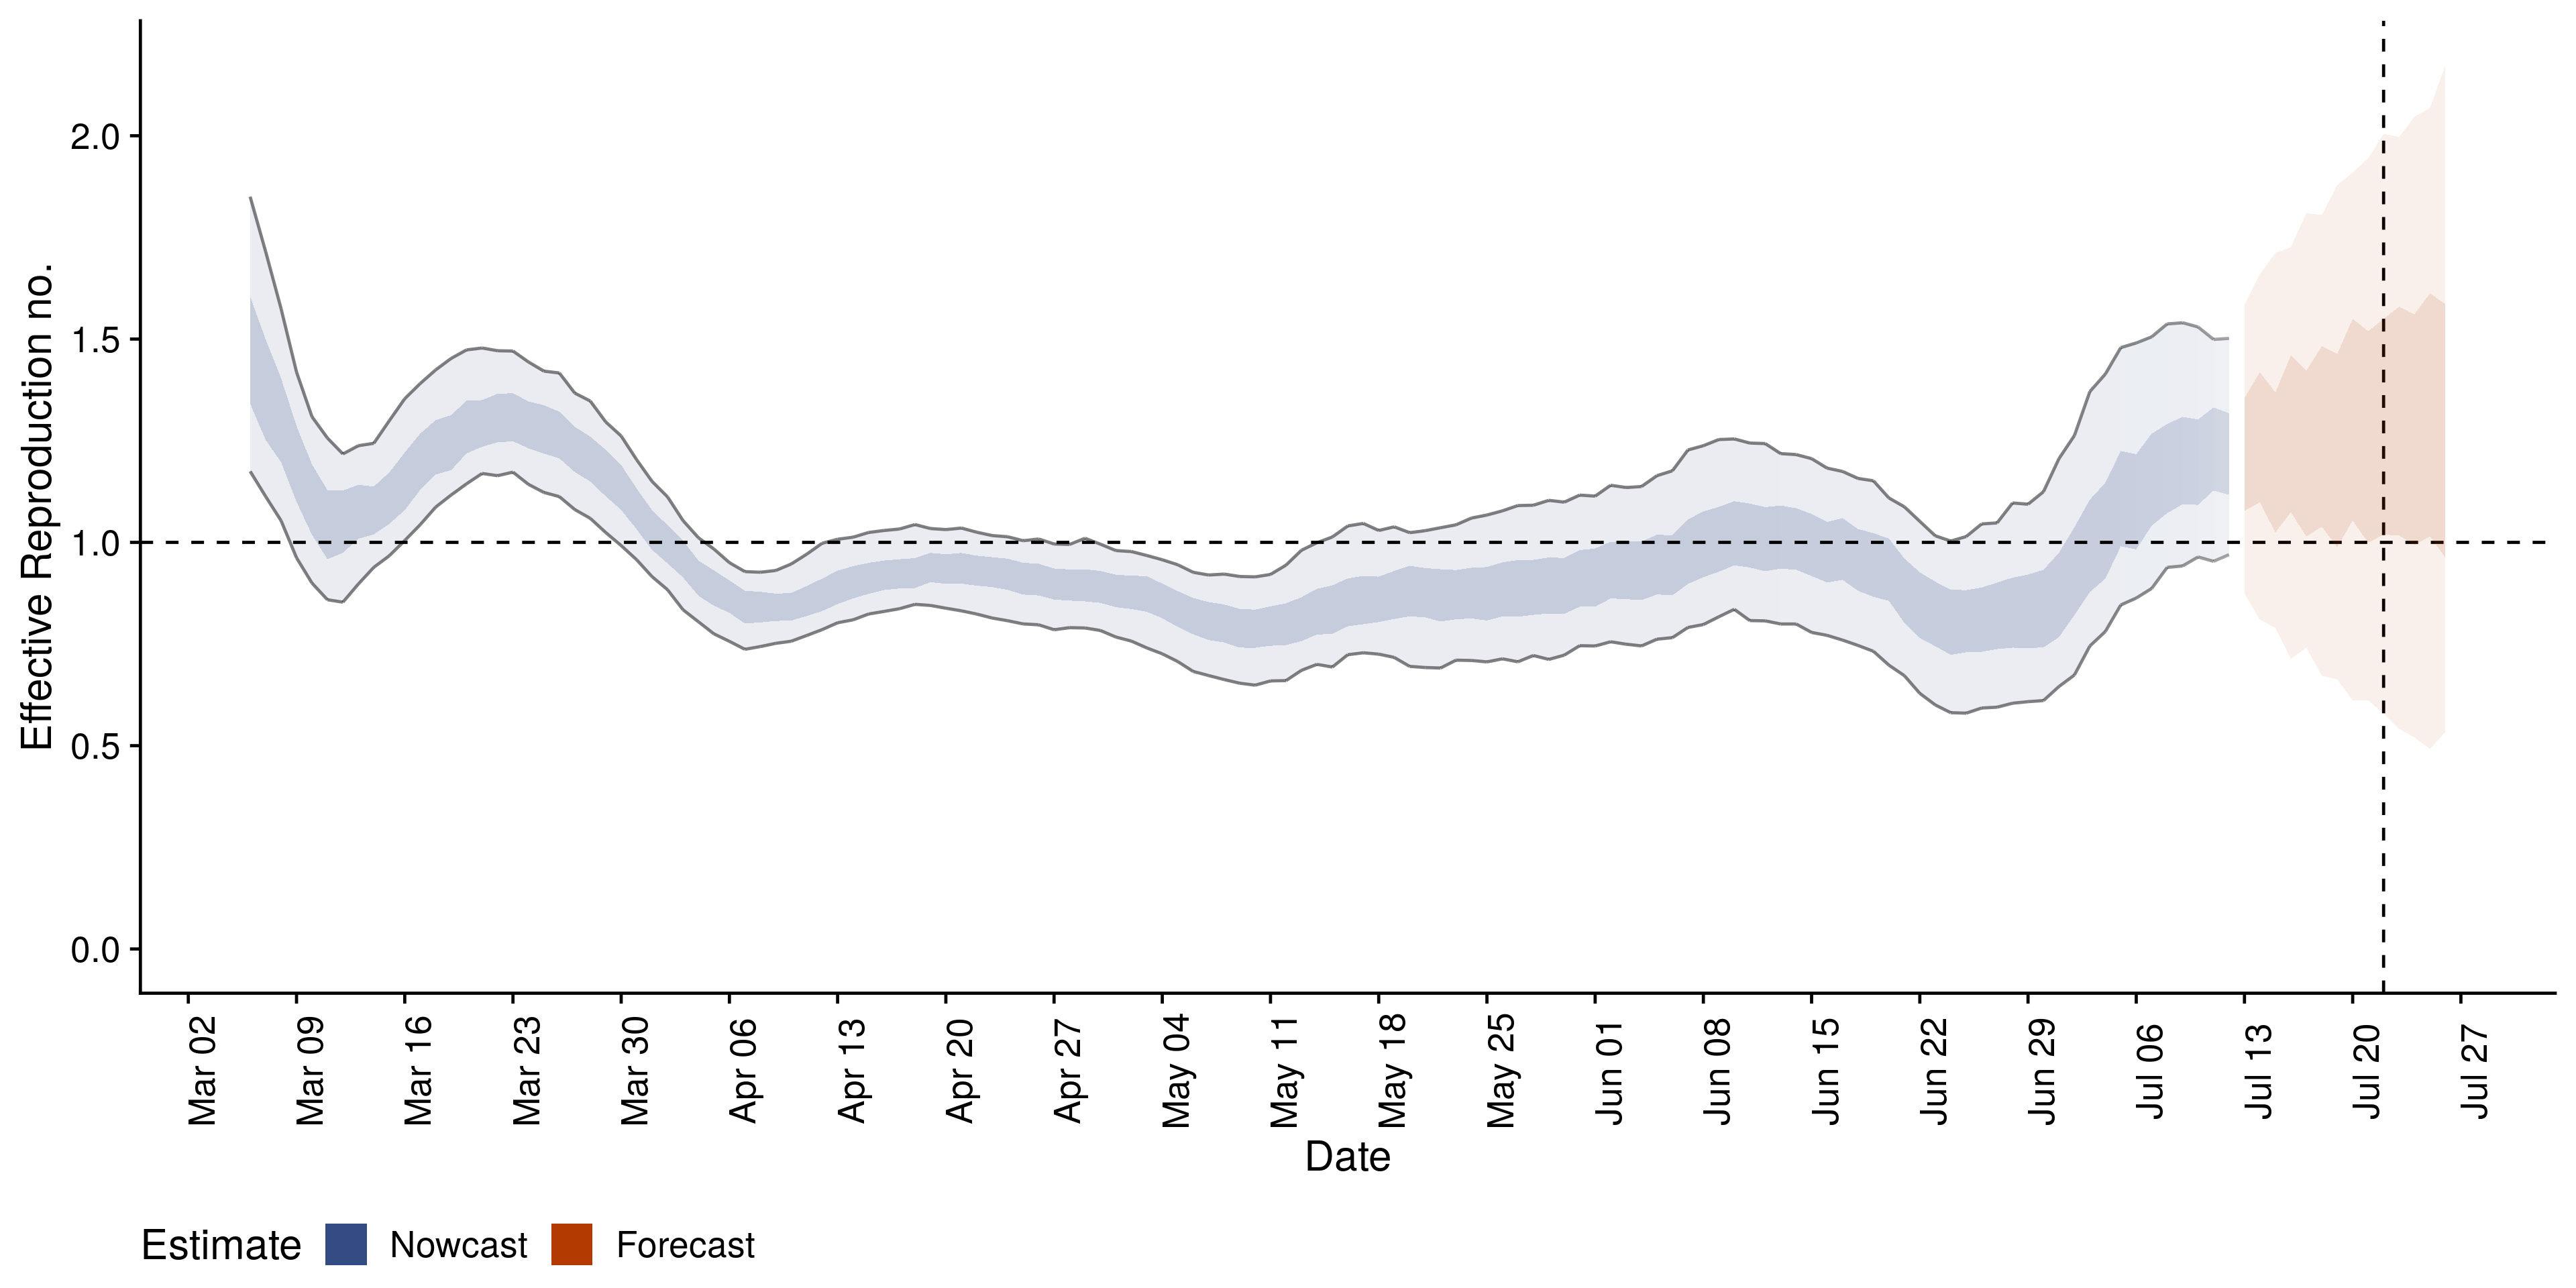 Effective Reproduction no.
2.0
1.5
1.0
0.5
0.0
Mar 02
Mar 09
Mar 16
Mar 23
Mar 30
Apr 06
Apr 13
Apr 20
Apr 27
May 04
May 11
May 18
May 25
Jun 01
Jun 08
Jun 15
Jun 22
Jun 29
Jul 06
Jul 13
Jul 20
Jul 27
Date
Estimate Nowcast Forecast